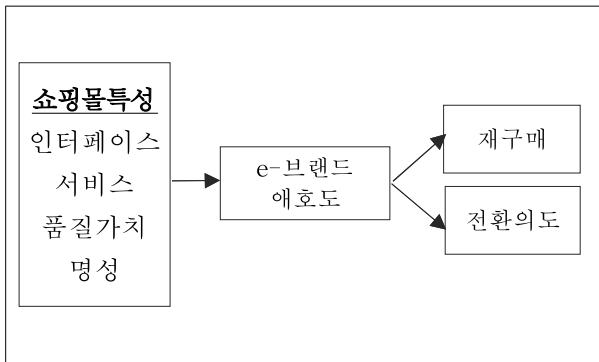 쇼핑몰특성
인터페이스
서비스
품질가치
명성
e-브랜드
애호도
재구매
전환의도